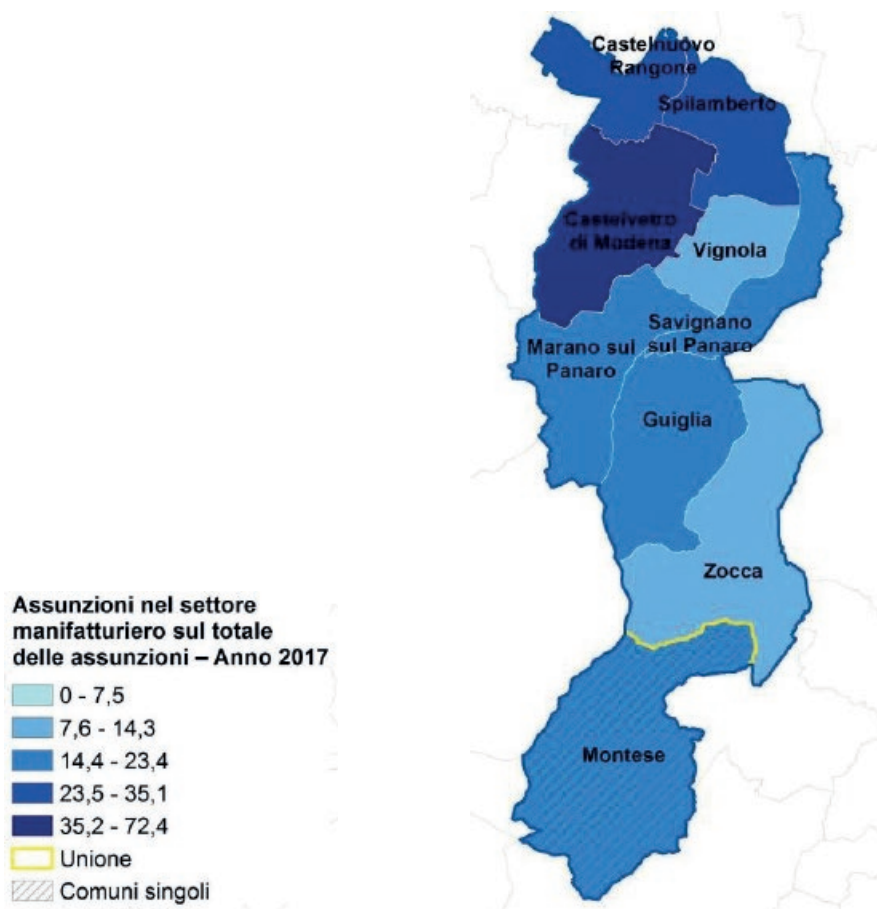 Castelnuovo
Rangone
Spilamberto
Castelvetro
di Modena
Vignola
Savignano
sul Panaro
Marano sul
Panaro
Guiglia
Zocca
Montese
Assunzioni nel settore
manifatturiero sul totale
delle assunzioni – Anno 2017
0 - 7,5
7,6 - 14,3
14,4 - 23,4
23,5 - 35,1
35,2 - 72,4
Unione
Comuni singoli